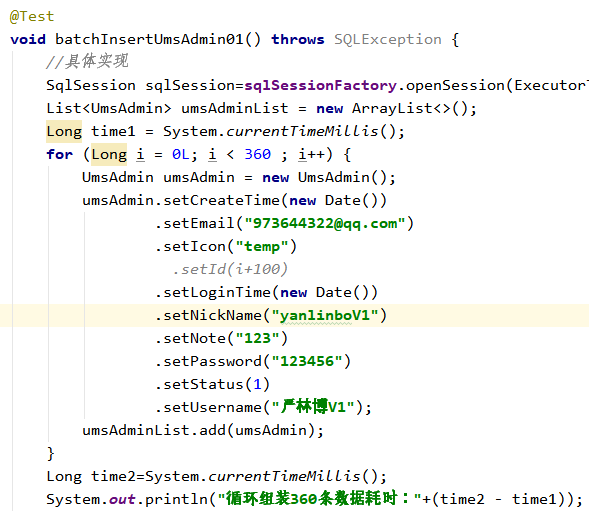 @Test
void batchInsertUmsAdmin01() throws SQLException {
//具体实现
SqlSession sqlSession=sqlSessionFactory.openSession(Executor
List<UmsAdmin> umsAdminList = new ArrayList<>();
Long time1 = System.currentTimeMillis();
for (Long i = 0L; i < 360 ; i++) {
UmsAdmin umsAdmin = new UmsAdmin();
umsAdmin.setCreateTime(new Date())
.setEmail("973644322@qq.com")
.setIcon("temp")
.setId(i+100)
.setLoginTime(new Date())
.setNickName("yanlinboV1")
.setNote("123")
.setPassword("123456")
.setStatus(1)
.setUsername("严林博V1");
umsAdminList.add(umsAdmin);
}
Long time2=System.currentTimeMillis();
System.out.println("循环组装360条数据耗时："+(time2 - time1));